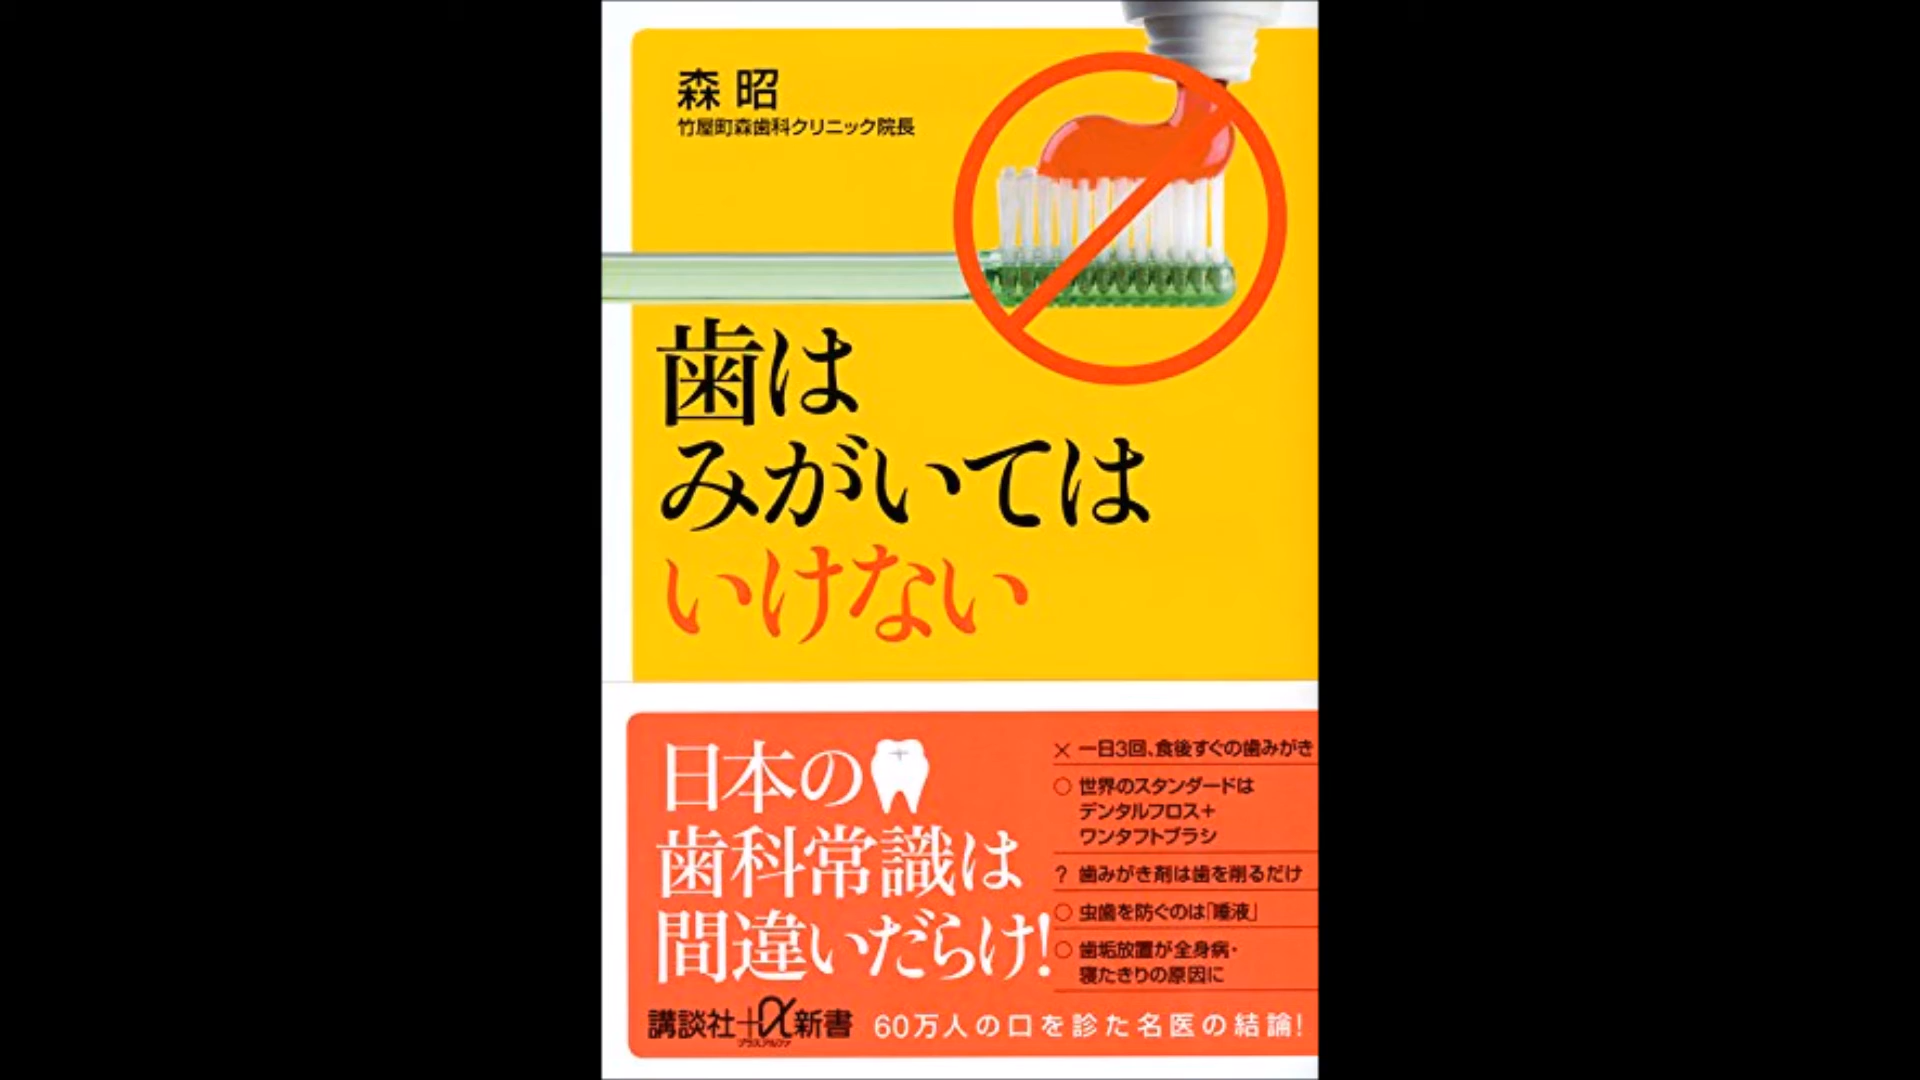 森 昭
竹屋町森歯科クリニック院長
歯は
みがいては
いけない
日本の
歯科常識は
間違いだらけ!
× 一日3回、食後すぐの歯みがき
○ 世界のスタンダードは
デンタルフロス+
ワンタフトブラシ
? 歯みがき剤は歯を削るだけ
○ 虫歯を防ぐのは「唾液」
○ 歯垢放置が全身病・
寝たきりの原因に
講談社+α新書
プラスアルファ
60万人の口を診た名医の結論!